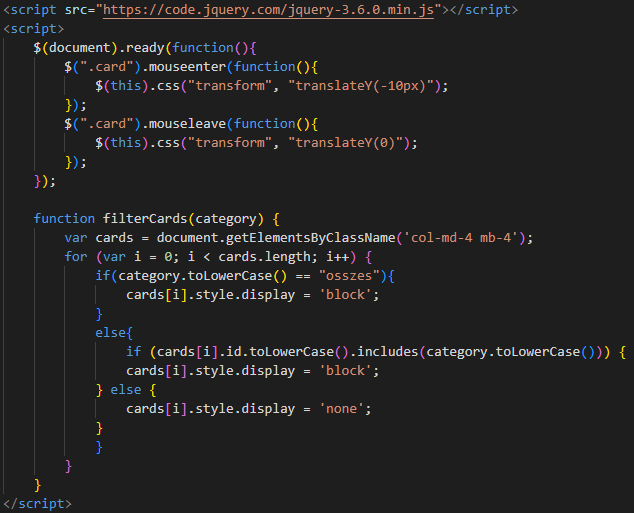 <script src="https://code.jquery.com/jquery-3.6.0.min.js"></script>
<script>
    $(document).ready(function(){
        $(".card").mouseenter(function(){
            $(this).css("transform", "translateY(-10px)");
        });
        $(".card").mouseleave(function(){
            $(this).css("transform", "translateY(0)");
        });
    });

    function filterCards(category) {
        var cards = document.getElementsByClassName('col-md-4 mb-4');
        for (var i = 0; i < cards.length; i++) {
            if(category.toLowerCase() == "osszes"){
                cards[i].style.display = 'block';
            }
            else{
                if (cards[i].id.toLowerCase().includes(category.toLowerCase())) {
                cards[i].style.display = 'block';
            } else {
                cards[i].style.display = 'none';
            }
            }
        }
    }
</script>